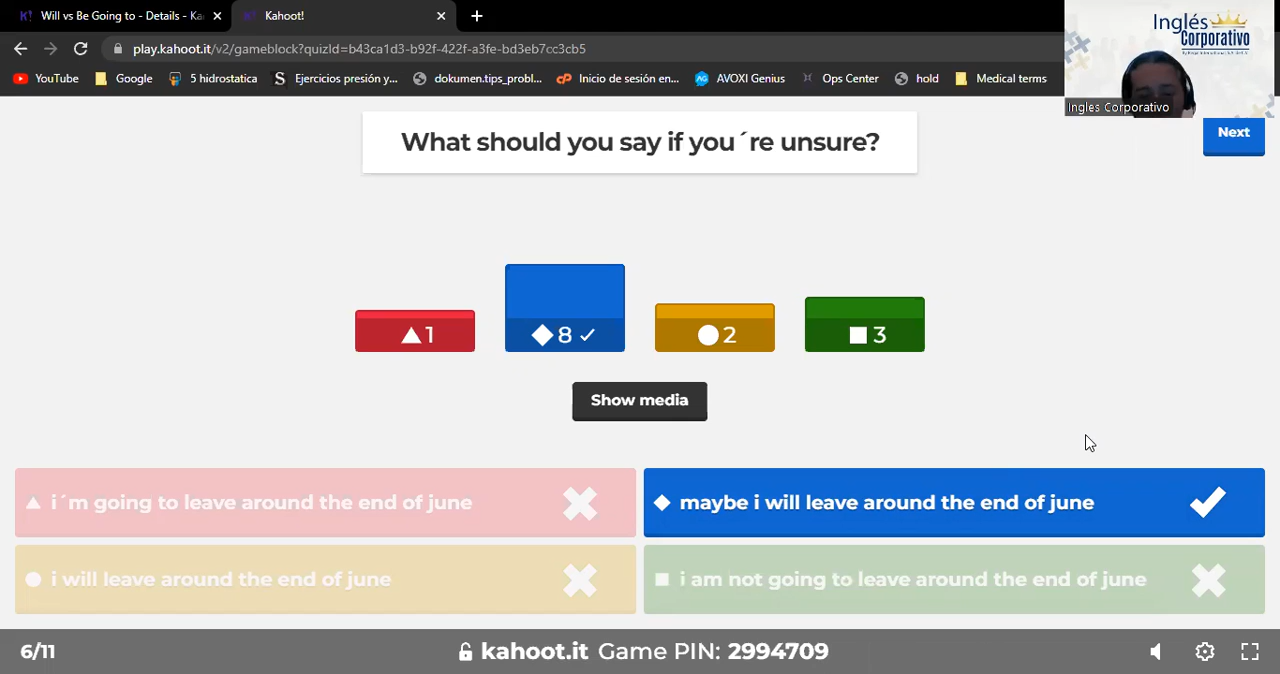 Will vs Be Going to - Details - Ka
Kahoot!
play.kahoot.it/v2/gameblock?quizId=b43ca1d3-b92f-422f-a3fe-bd3eb7cc3cb5
YouTube
Google
5 hidrostatica
Ejercicios presión y...
dokumen.tips_probl...
Inicio de sesión en...
AVOXI Genius
Ops Center
hold
Medical terms
Inglés
Corporativo
Inglés Corporativo
What should you say if you´re unsure?
Next
1
8
2
3
Show media
i´m going to leave around the end of june
maybe i will leave around the end of june
i will leave around the end of june
i am not going to leave around the end of june
6/11
kahoot.it Game PIN: 2994709